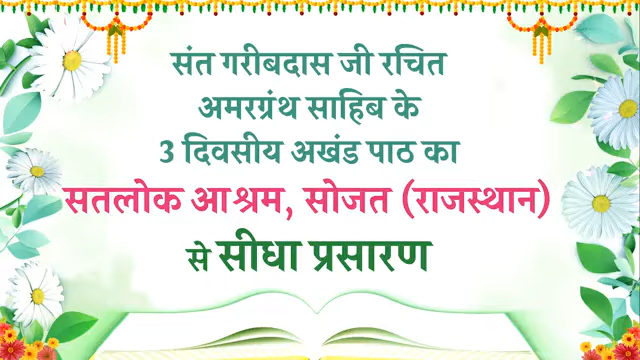 संत गरीबदास जी रचित
अमरग्रंथ साहिब के
3 दिवसीय अखंड पाठ का
सतलोक आश्रम, सोजत (राजस्थान)
से सीधा प्रसारण